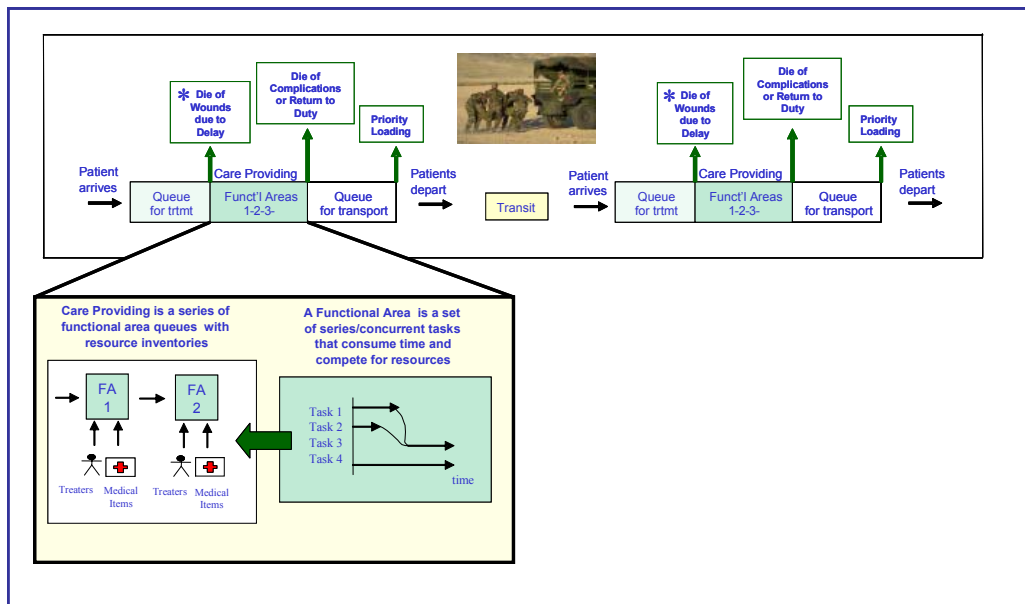 Die of
Complications
or Return to
Duty
* Die of
Wounds
due to
Delay
Priority
Loading
Patient
arrives
Care Providing
Patients
depart
Queue
for trtmt
Funct'l Areas
1-2-3-
Queue
for transport
Transit
Die of
Complications
or Return to
Duty
* Die of
Wounds
due to
Delay
Priority
Loading
Patient
arrives
Care Providing
Patients
depart
Queue
for trtmt
Funct'l Areas
1-2-3-
Queue
for transport
Care Providing is a series of
functional area queues with
resource inventories
FA
1
FA
2
Treaters
Medical
Items
Treaters
Medical
Items
A Functional Area is a set
of series/concurrent tasks
that consume time and
compete for resources
Task 1
Task 2
Task 3
Task 4
time